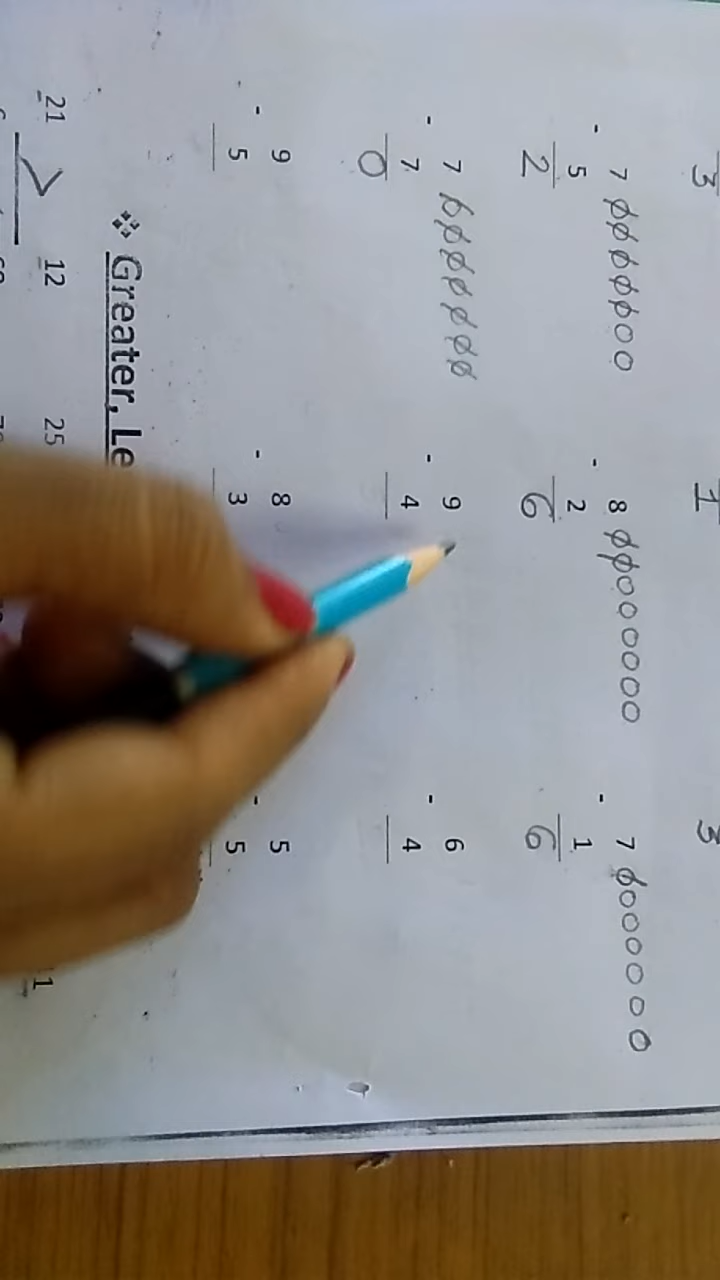 3 1 3
7 8 7
- 5 - 2 - 1
2 6 6
7 9 6
- 7 - 4 - 4
0
9 8 5
- 5 - 3 - 5
❖ Greater, Le
21 > 12 25 1